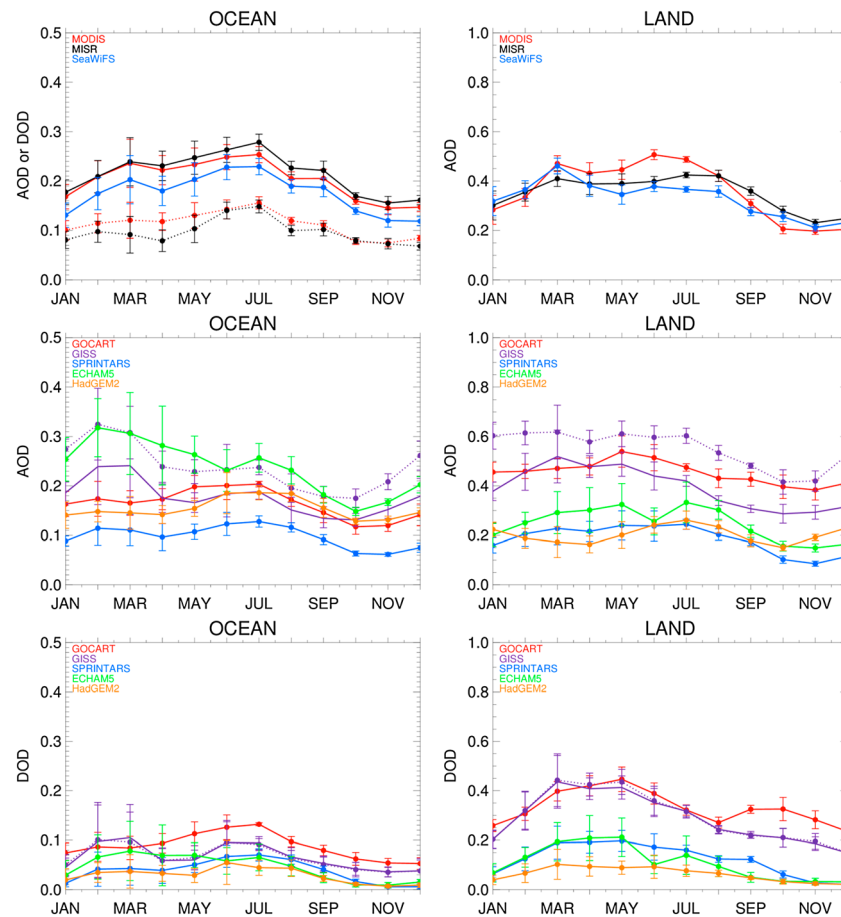 OCEAN
0.5
0.4
0.3
0.2
0.1
0.0
AOD or DOD
MODIS
MISR
SeaWiFS
JAN MAR MAY JUL SEP NOV
LAND
1.0
0.8
0.6
0.4
0.2
0.0
AOD
MODIS
MISR
SeaWiFS
JAN MAR MAY JUL SEP NOV
OCEAN
0.5
0.4
0.3
0.2
0.1
0.0
AOD
GOCART
GISS
SPRINTARS
ECHAM5
HadGEM2
JAN MAR MAY JUL SEP NOV
LAND
1.0
0.8
0.6
0.4
0.2
0.0
AOD
GOCART
GISS
SPRINTARS
ECHAM5
HadGEM2
JAN MAR MAY JUL SEP NOV
OCEAN
0.5
0.4
0.3
0.2
0.1
0.0
DOD
GOCART
GISS
SPRINTARS
ECHAM5
HadGEM2
JAN MAR MAY JUL SEP NOV
LAND
1.0
0.8
0.6
0.4
0.2
0.0
DOD
GOCART
GISS
SPRINTARS
ECHAM5
HadGEM2
JAN MAR MAY JUL SEP NOV